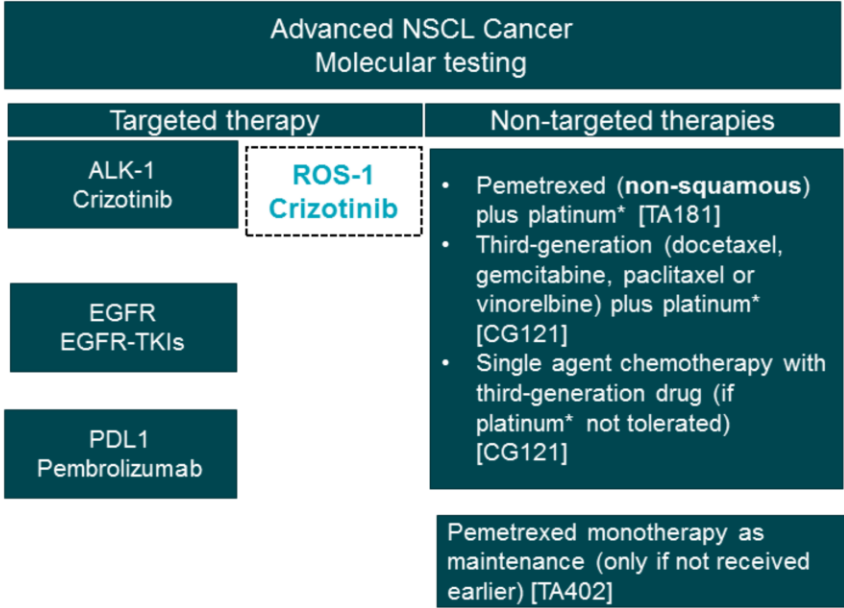 Advanced NSCL Cancer
Molecular testing
Targeted therapy
Non-targeted therapies
ALK-1
Crizotinib
ROS-1
Crizotinib
EGFR
EGFR-TKIs
PDL1
Pembrolizumab
• Pemetrexed (non-squamous)
plus platinum* [TA181]
• Third-generation (docetaxel,
gemcitabine, paclitaxel or
vinorelbine) plus platinum*
[CG121]
• Single agent chemotherapy with
third-generation drug (if
platinum* not tolerated)
[CG121]
Pemetrexed monotherapy as
maintenance (only if not received
earlier) [TA402]